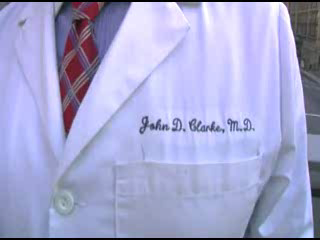 John D. Clarke, M.D.